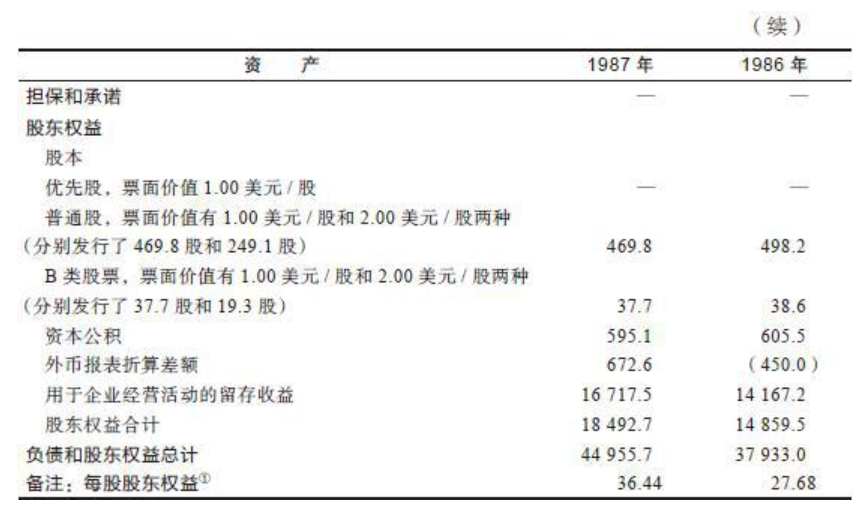 （续）
资 产 1987 年 1986 年
担保和承诺 — —
股东权益
股本
优先股，票面价值 1.00 美元 / 股 — —
普通股，票面价值有 1.00 美元 / 股和 2.00 美元 / 股两种
（分别发行了 469.8 股和 249.1 股） 469.8 498.2
B 类股票，票面价值有 1.00 美元 / 股和 2.00 美元 / 股两种
（分别发行了 37.7 股和 19.3 股） 37.7 38.6
资本公积 595.1 605.5
外币报表折算差额 672.6 （450.0）
用于企业经营活动的留存收益 16 717.5 14 167.2
股东权益合计 18 492.7 14 859.5
负债和股东权益总计 44 955.7 37 933.0
备注：每股股东权益① 36.44 27.68